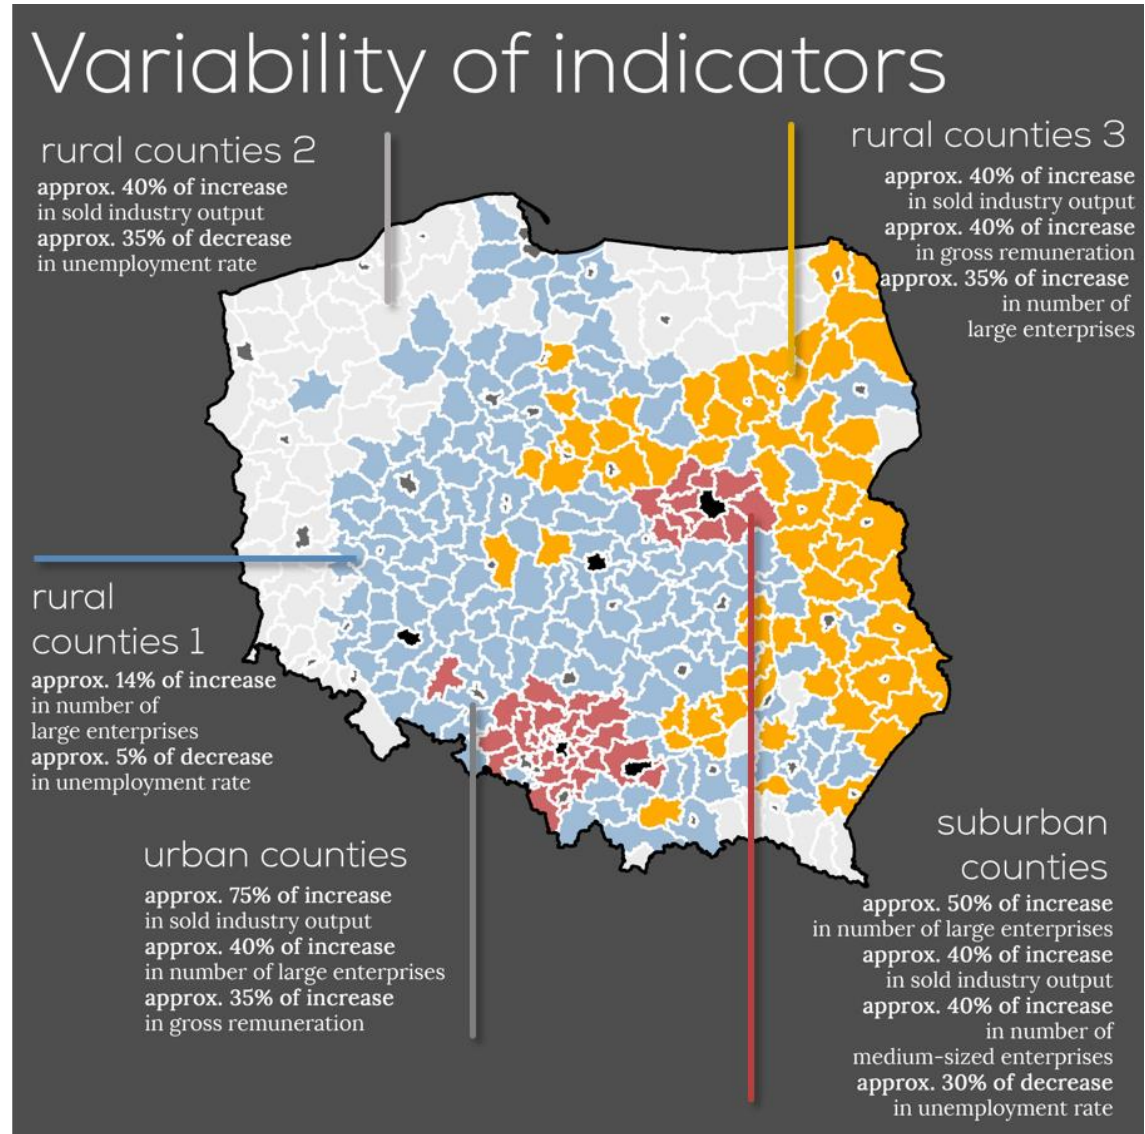 Variability of indicators
rural counties 2
approx. 40% of increase
in sold industry output
approx. 35% of decrease
in unemployment rate
rural counties 3
approx. 40% of increase
in sold industry output
approx. 40% of increase
in gross remuneration
approx. 35% of increase
in number of
large enterprises
rural
counties 1
approx. 14% of increase
in number of
large enterprises
approx. 5% of decrease
in unemployment rate
urban counties
approx. 75% of increase
in sold industry output
approx. 40% of increase
in number of large enterprises
approx. 35% of increase
in gross remuneration
suburban
counties
approx. 50% of increase
in number of large enterprises
approx. 40% of increase
in sold industry output
approx. 40% of increase
in number of
medium-sized enterprises
approx. 30% of decrease
in unemployment rate